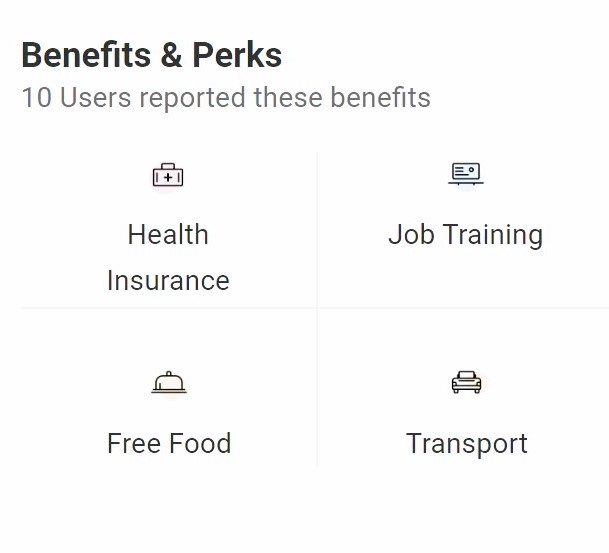 Benefits & Perks
10 Users reported these benefits
Health
Insurance
Job Training
Free Food
Transport